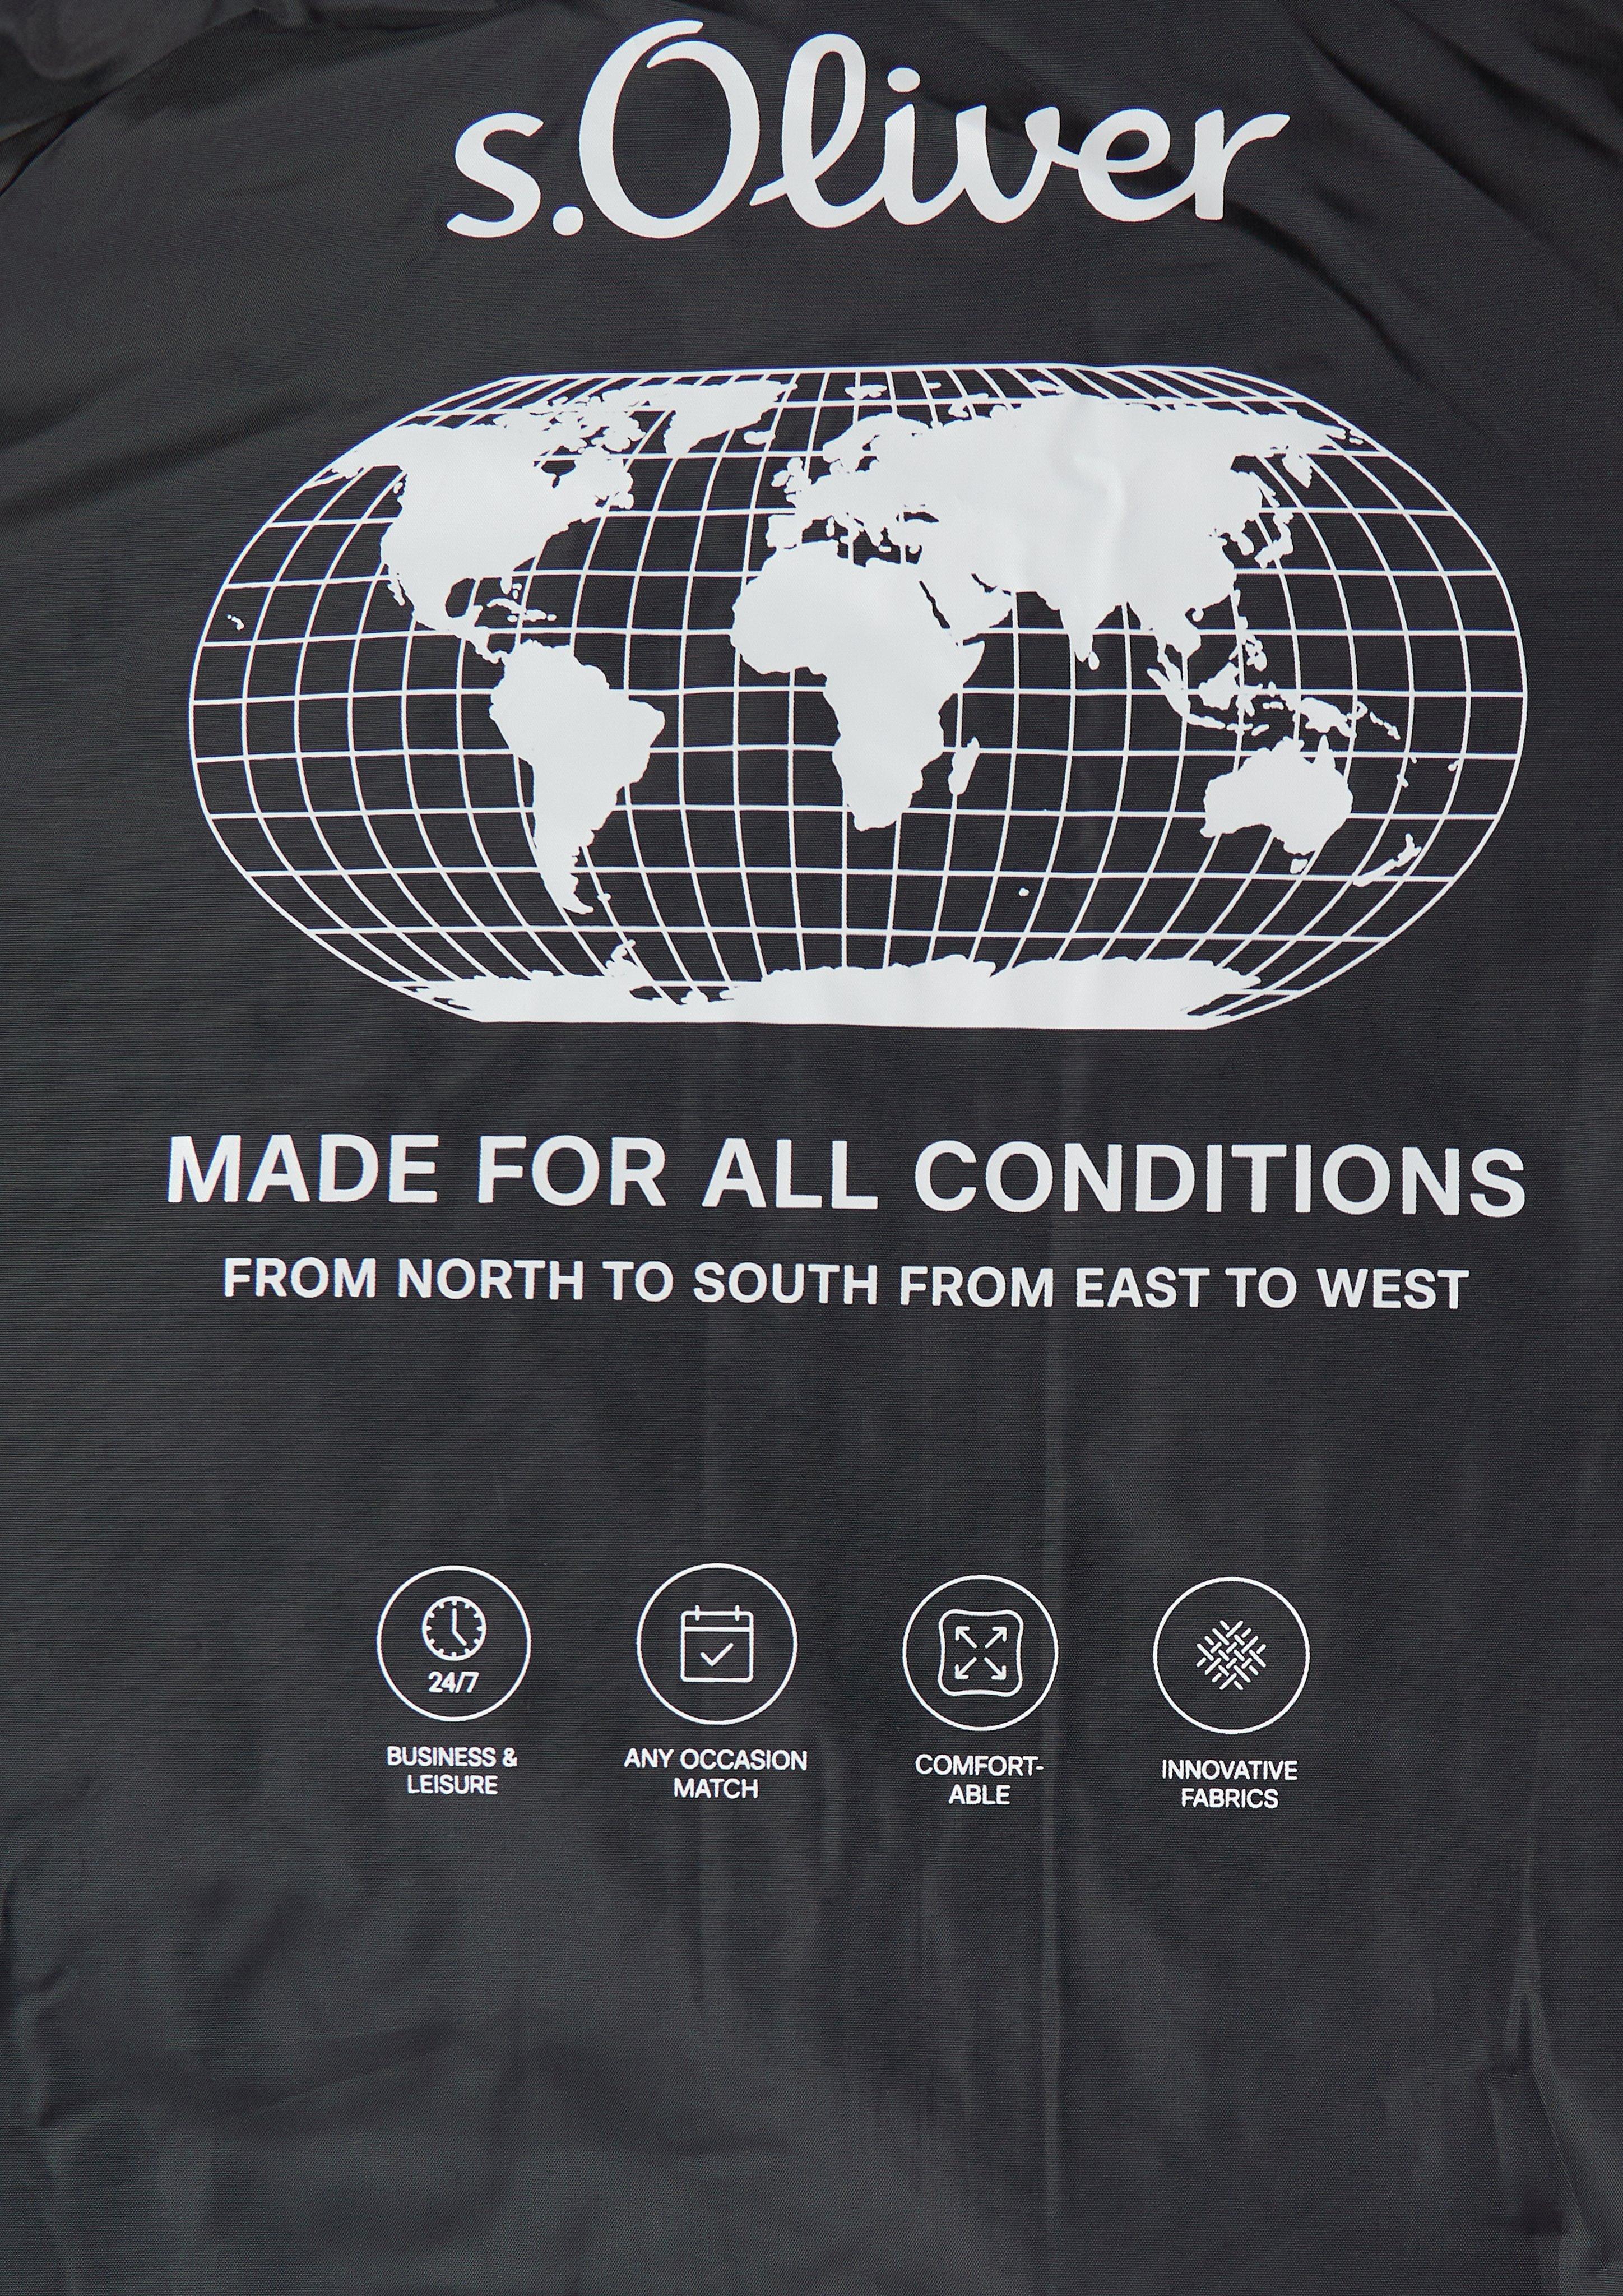 s.Oliver
MADE FOR ALL CONDITIONS
FROM NORTH TO SOUTH FROM EAST TO WEST
24/7
BUSINESS &
LEISURE
ANY OCCASION
MATCH
COMFORT-
ABLE
INNOVATIVE
FABRICS